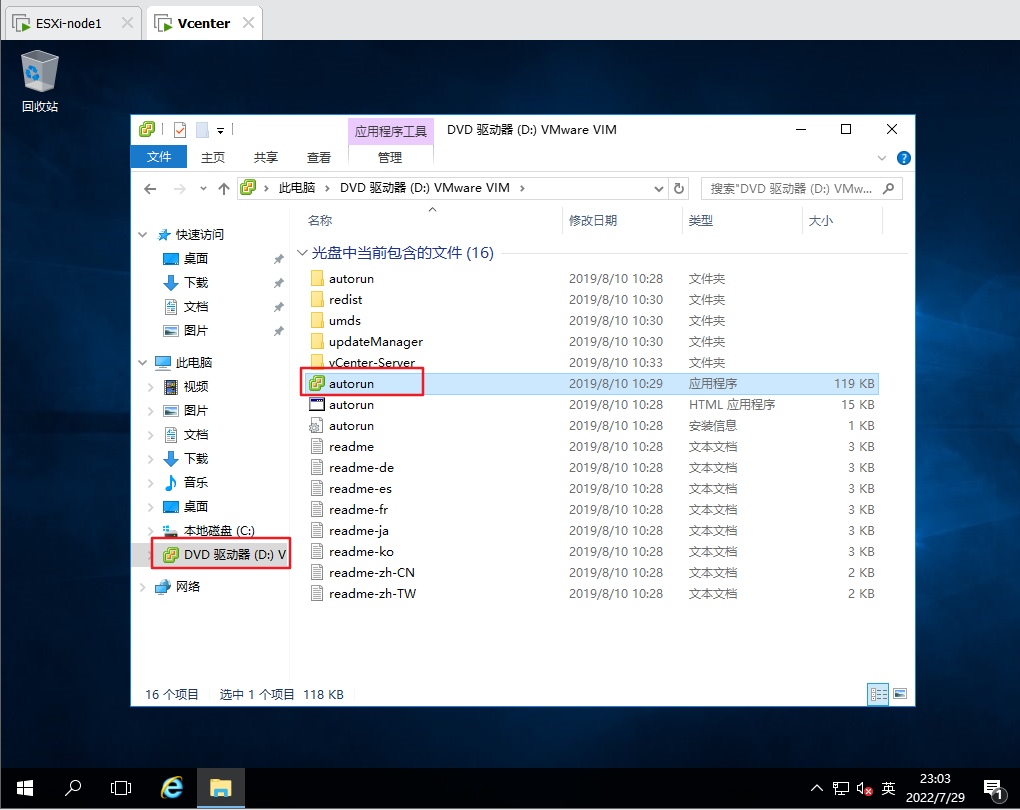 ESXi-node1
Vcenter
回收站
应用程序工具
DVD 驱动器 (D:) VMware VIM
文件
主页
共享
查看
管理
此电脑
DVD 驱动器 (D:) VMware VIM
搜索"DVD 驱动器 (D:) VMw...
快速访问
桌面
下载
文档
图片
此电脑
视频
图片
文档
下载
音乐
桌面
本地磁盘 (C:)
DVD 驱动器 (D:) V
网络
名称 修改日期 类型 大小
光盘中当前包含的文件 (16)
autorun 2019/8/10 10:28 文件夹
redist 2019/8/10 10:30 文件夹
umds 2019/8/10 10:30 文件夹
updateManager 2019/8/10 10:30 文件夹
vCenter-Server 2019/8/10 10:33 文件夹
autorun 2019/8/10 10:29 应用程序 119 KB
autorun 2019/8/10 10:28 HTML 应用程序 15 KB
autorun 2019/8/10 10:28 安装信息 1 KB
readme 2019/8/10 10:28 文本文档 3 KB
readme-de 2019/8/10 10:28 文本文档 3 KB
readme-es 2019/8/10 10:28 文本文档 3 KB
readme-fr 2019/8/10 10:28 文本文档 3 KB
readme-ja 2019/8/10 10:28 文本文档 3 KB
readme-ko 2019/8/10 10:28 文本文档 3 KB
readme-zh-CN 2019/8/10 10:28 文本文档 2 KB
readme-zh-TW 2019/8/10 10:28 文本文档 2 KB
16 个项目 选中 1 个项目 118 KB
英
23:03
2022/7/29
1